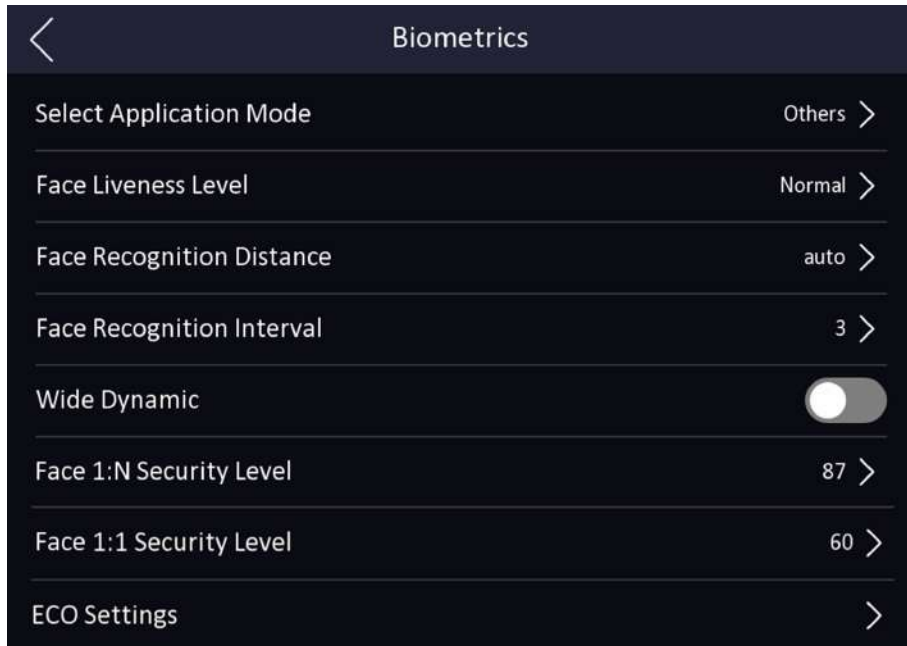 Biometrics
Select Application Mode Others
Face Liveness Level Normal
Face Recognition Distance auto
Face Recognition Interval 3
Wide Dynamic
Face 1:N Security Level 87
Face 1:1 Security Level 60
ECO Settings